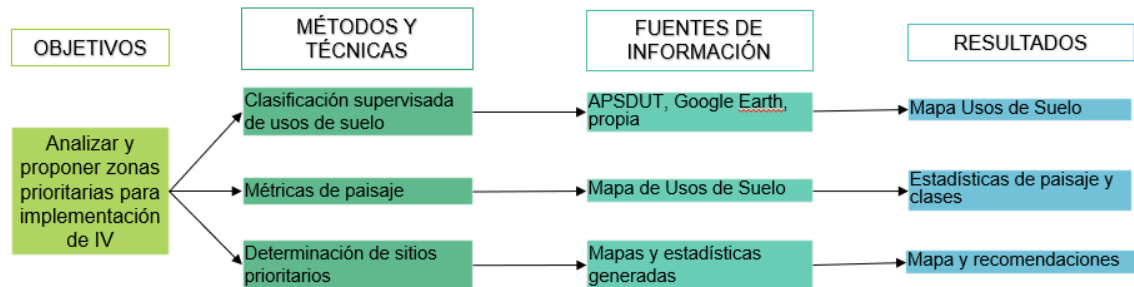 OBJETIVOS
MÉTODOS Y
TÉCNICAS
FUENTES DE
INFORMACIÓN
RESULTADOS
Analizar y
proponer zonas
prioritarias para
implementación
de IV
Clasificación supervisada
de usos de suelo
APSDUT, Google Earth,
propia
Mapa Usos de Suelo
Métricas de paisaje
Mapa de Usos de Suelo
Estadísticas de paisaje y
clases
Determinación de sitios
prioritarios
Mapas y estadísticas
generadas
Mapa y recomendaciones